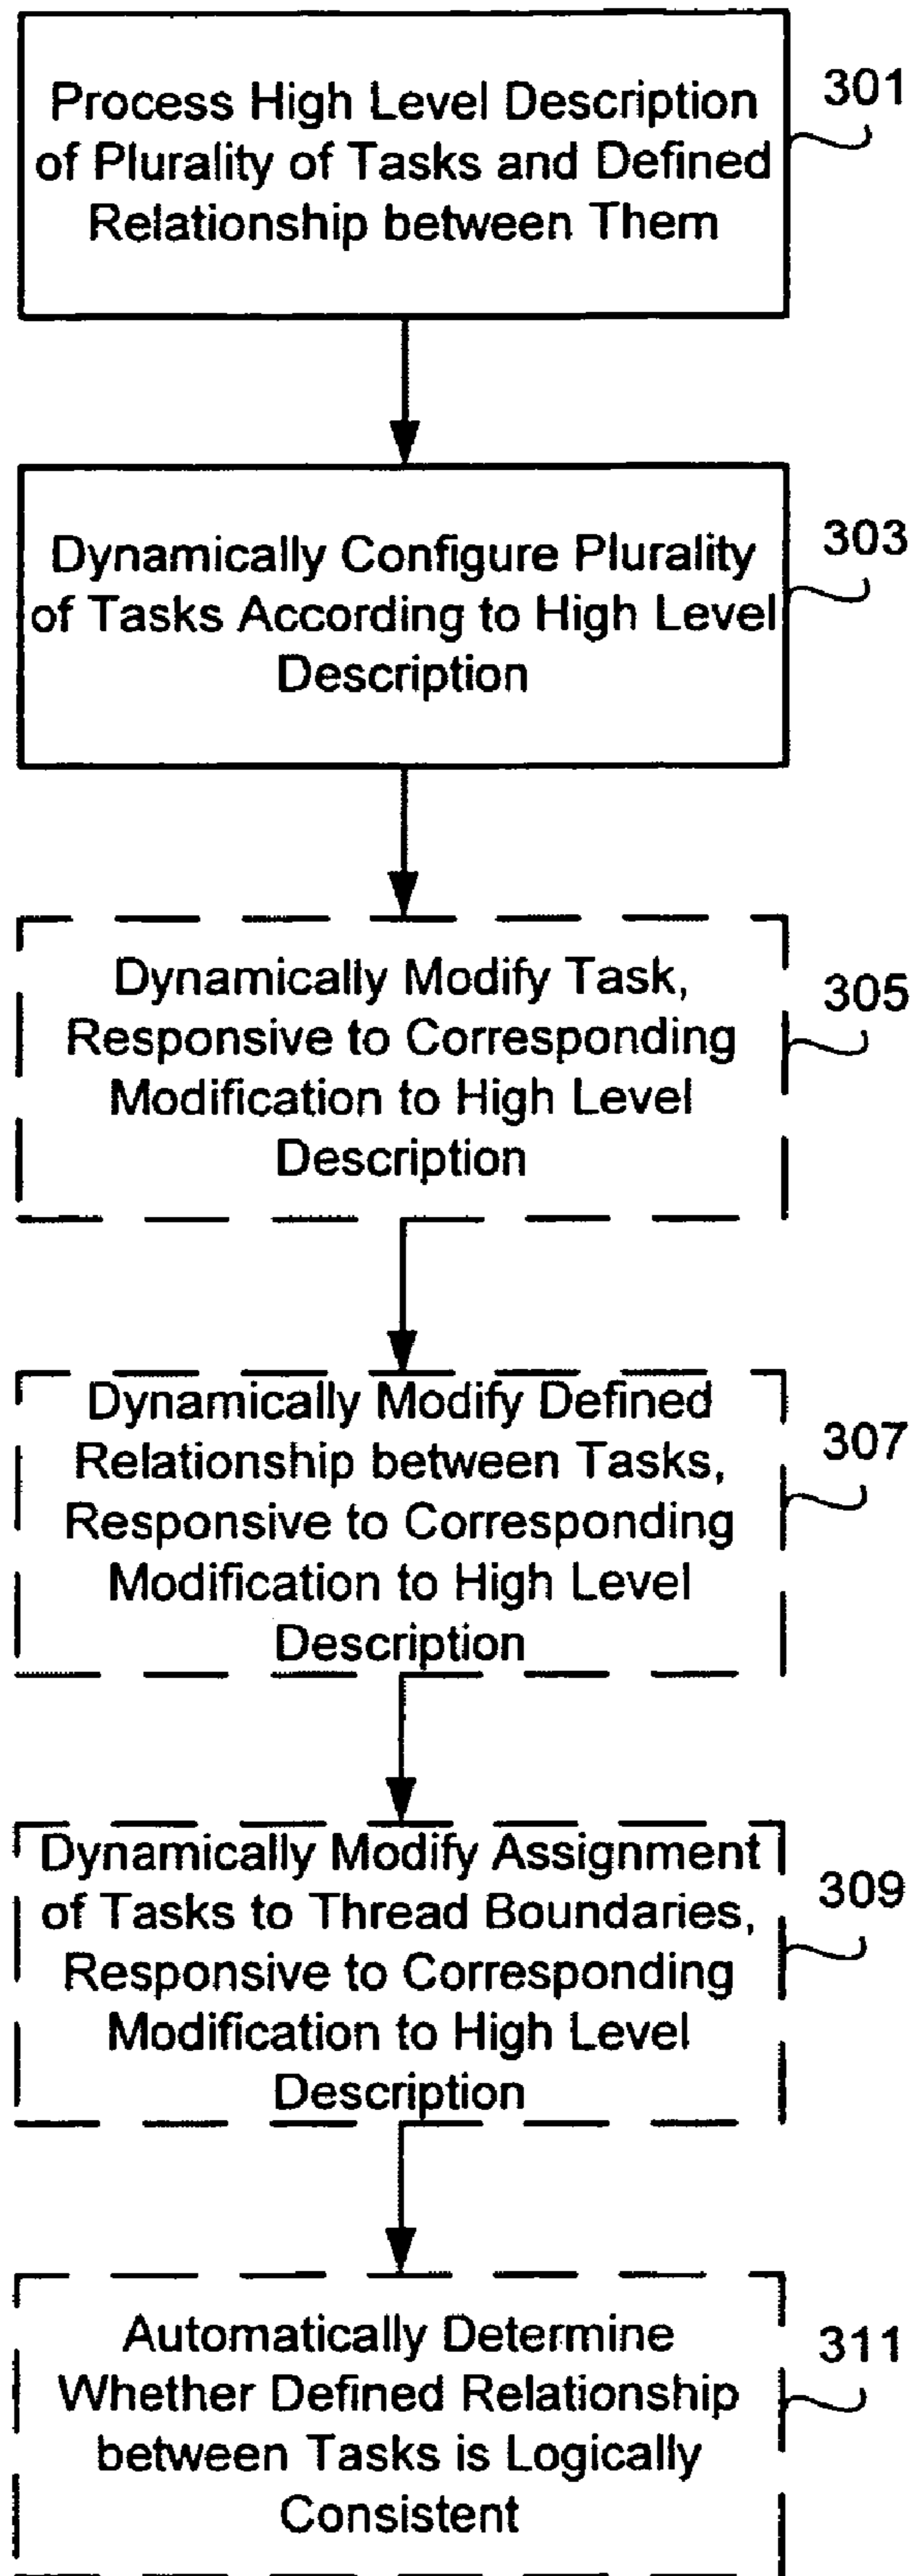 Process High Level Description
of Plurality of Tasks and Defined
Relationship between Them
301
Dynamically Configure Plurality
of Tasks According to High Level
Description
303
Dynamically Modify Task,
Responsive to Corresponding
Modification to High Level
Description
305
Dynamically Modify Defined
Relationship between Tasks,
Responsive to Corresponding
Modification to High Level
Description
307
Dynamically Modify Assignment
of Tasks to Thread Boundaries,
Responsive to Corresponding
Modification to High Level
Description
309
Automatically Determine
Whether Defined Relationship
between Tasks is Logically
Consistent
311